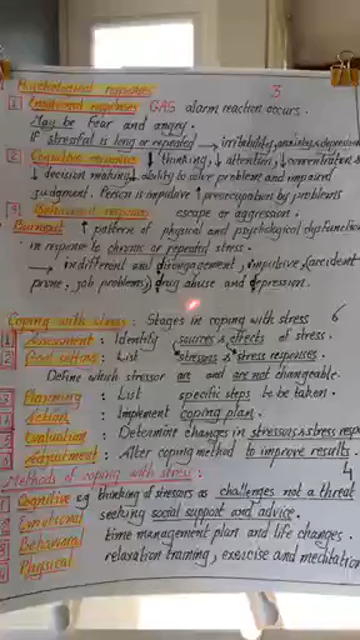 Psychological responses 3
1 Emotional responses GAS alarm reaction occurs.
May be Fear and angry.
If stressful is long or repeated → irritability, anxiety & depression
2 Cognitive responses ↓ thinking, ↓ attention, ↓ concentration &
↓ decision making, ↓ ability to solve problem and impaired
judgment. Person is impulsive ↑ preoccupation by problems
3 Behavioural response escape or aggression.
Burnout ↑ pattern of physical and psychological dysfunction
in response to chronic or repeated stress.
→ indifferent and disengagement, impulsive, (accident
prone, job problems), drug abuse and depression.
Coping with stress: Stages in coping with stress 6
1 Assessment : Identify sources & effects of stress.
2 Goal setting : List stressors & stress responses.
Define which stressor are and are not changeable.
3 Planning : List specific steps to be taken.
4 Action : Implement coping plan.
5 Evaluation : Determine changes in stressors & stress resp
6 Adjustment : Alter coping method to improve results.
Methods of coping with stress: 4
1 Cognitive e.g thinking of stressors as challenges not a threat
2 Emotional seeking social support and advice.
3 Behavioral time management plan and life changes.
4 Physical relaxation training, exercise and meditation